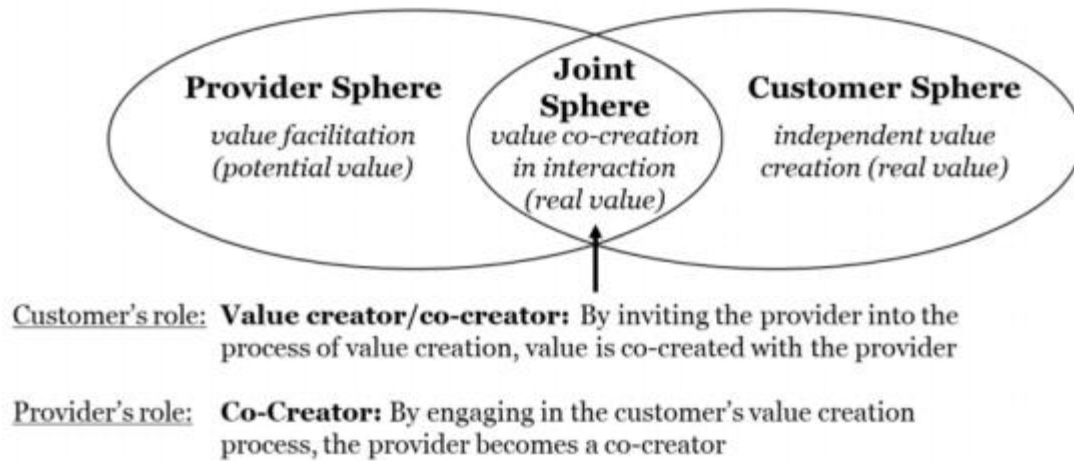 Provider Sphere
value facilitation
(potential value)
Joint
Sphere
value co-creation
in interaction
(real value)
Customer Sphere
independent value
creation (real value)
Customer's role: Value creator/co-creator: By inviting the provider into the
process of value creation, value is co-created with the provider
Provider's role: Co-Creator: By engaging in the customer's value creation
process, the provider becomes a co-creator